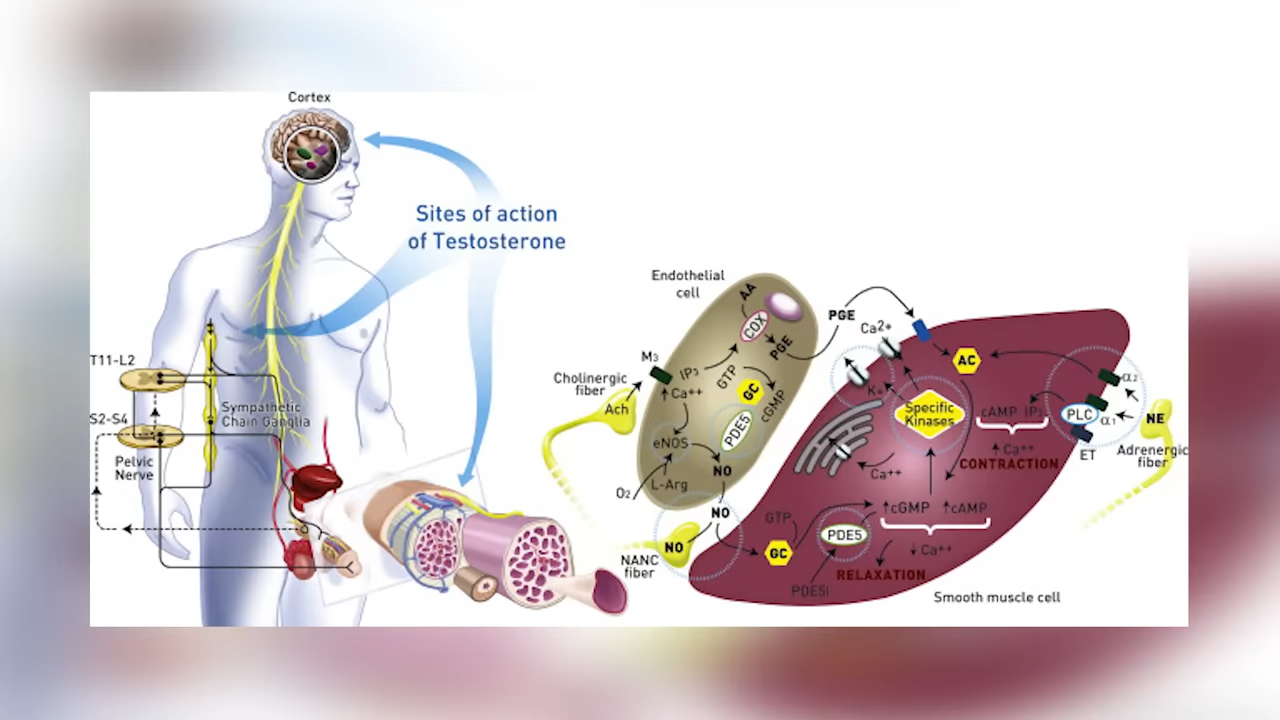 Cortex
Sites of action
of Testosterone
T11-L2
S2-S4
Sympathetic
Chain Ganglia
Pelvic
Nerve
Endothelial
cell
AA
COX
PGE
PGE
M3
IP3
GTP
Ca++
GC
cGMP
PDE5
Cholinergic
fiber
Ach
eNOS
NO
L-Arg
O2
NO
NO
NANC
fiber
Ca2+
K+
AC
Specific
Kinases
cAMP IP3
PLC
α2
α1
NE
ET
Adrenergic
fiber
Ca++
CONTRACTION
Ca++
cGMP cAMP
GTP
GC
PDE5
Ca++
RELAXATION
PDE5i
Smooth muscle cell